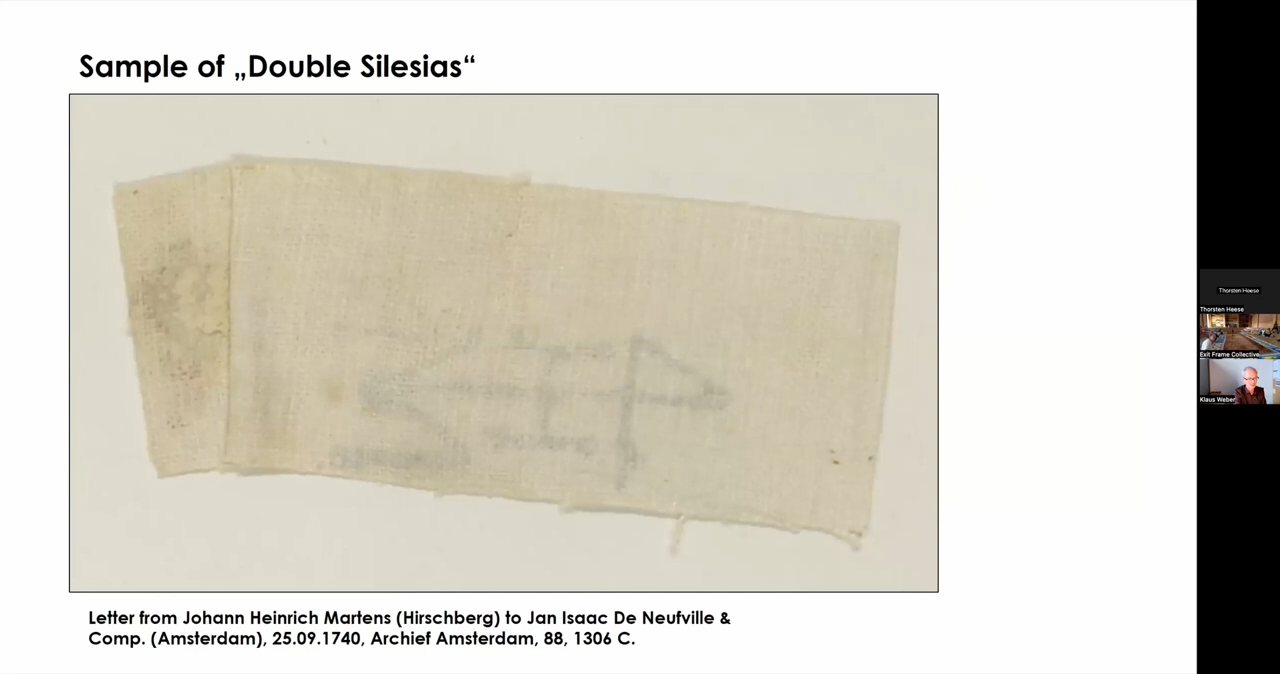 Sample of „Double Silesias“
Letter from Johann Heinrich Martens (Hirschberg) to Jan Isaac De Neufville &
Comp. (Amsterdam), 25.09.1740, Archief Amsterdam, 88, 1306 C.
Thorsten Heese
Thorsten Heese
Exit Frame Collective
Klaus Weber